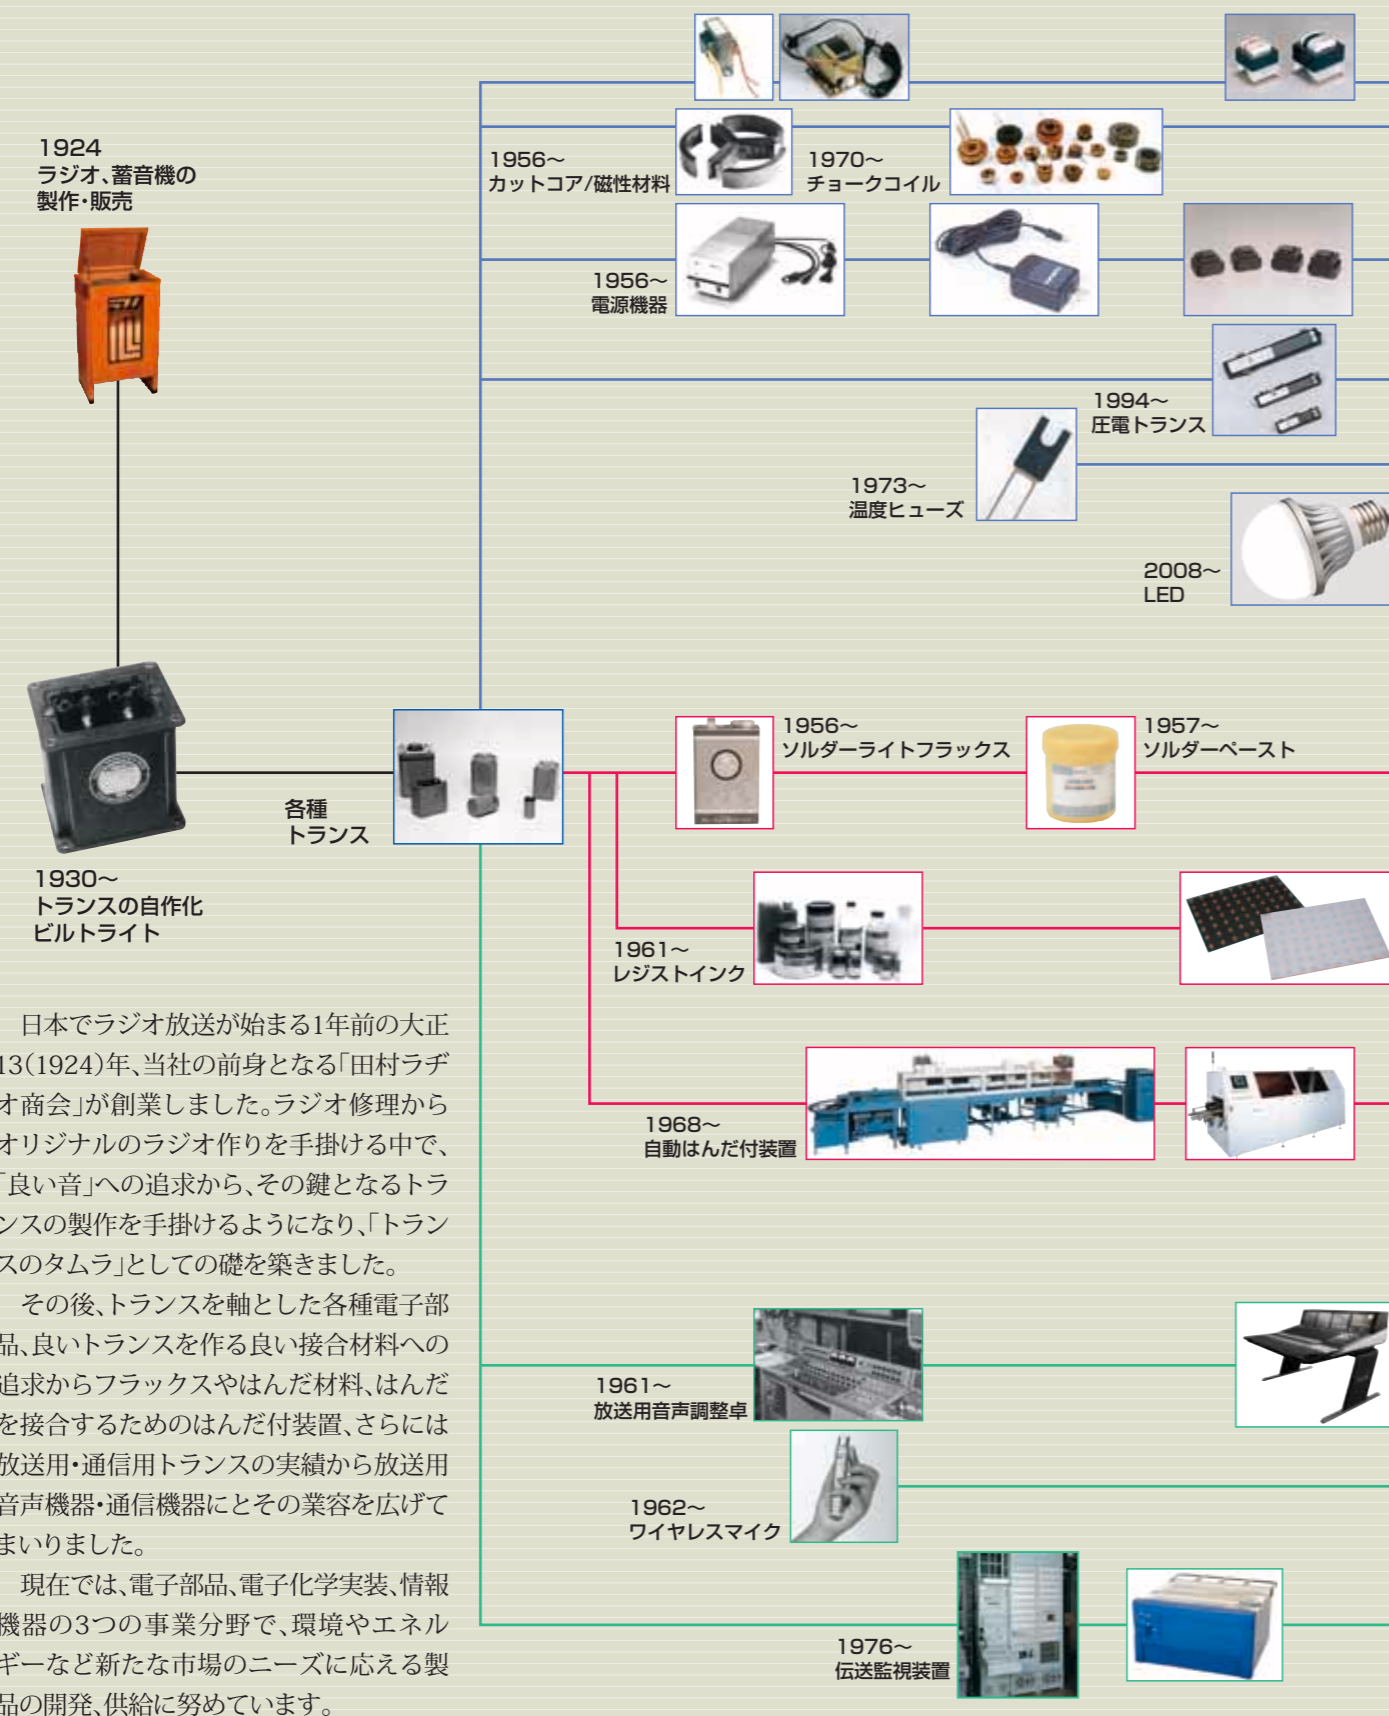 1924
ラジオ、蓄音機の
製作・販売
1930〜
トランスの自作化
ビルトライト
各種
トランス
1956〜
カットコア/磁性材料
1970〜
チョークコイル
1956〜
電源機器
1994〜
圧電トランス
1973〜
温度ヒューズ
2008〜
LED
1956〜
ソルダーライトフラックス
1957〜
ソルダーペースト
1961〜
レジストインク
1968〜
自動はんだ付装置
1961〜
放送用音声調整卓
1962〜
ワイヤレスマイク
1976〜
伝送監視装置
日本でラジオ放送が始まる1年前の大正
13(1924)年、当社の前身となる「田村ラヂ
オ商会」が創業しました。ラジオ修理から
オリジナルのラジオ作りを手掛ける中で、
「良い音」への追求から、その鍵となるトラ
ンスの製作を手掛けるようになり、「トラン
スのタムラ」としての礎を築きました。
その後、トランスを軸とした各種電子部
品、良いトランスを作る良い接合材料への
追求からフラックスやはんだ材料、はんだ
を接合するためのはんだ付装置、さらには
放送用・通信用トランスの実績から放送用
音声機器・通信機器にとその業容を広げて
まいりました。
現在では、電子部品、電子化学実装、情報
機器の3つの事業分野で、環境やエネル
ギーなど新たな市場のニーズに応える製
品の開発、供給に努めています。